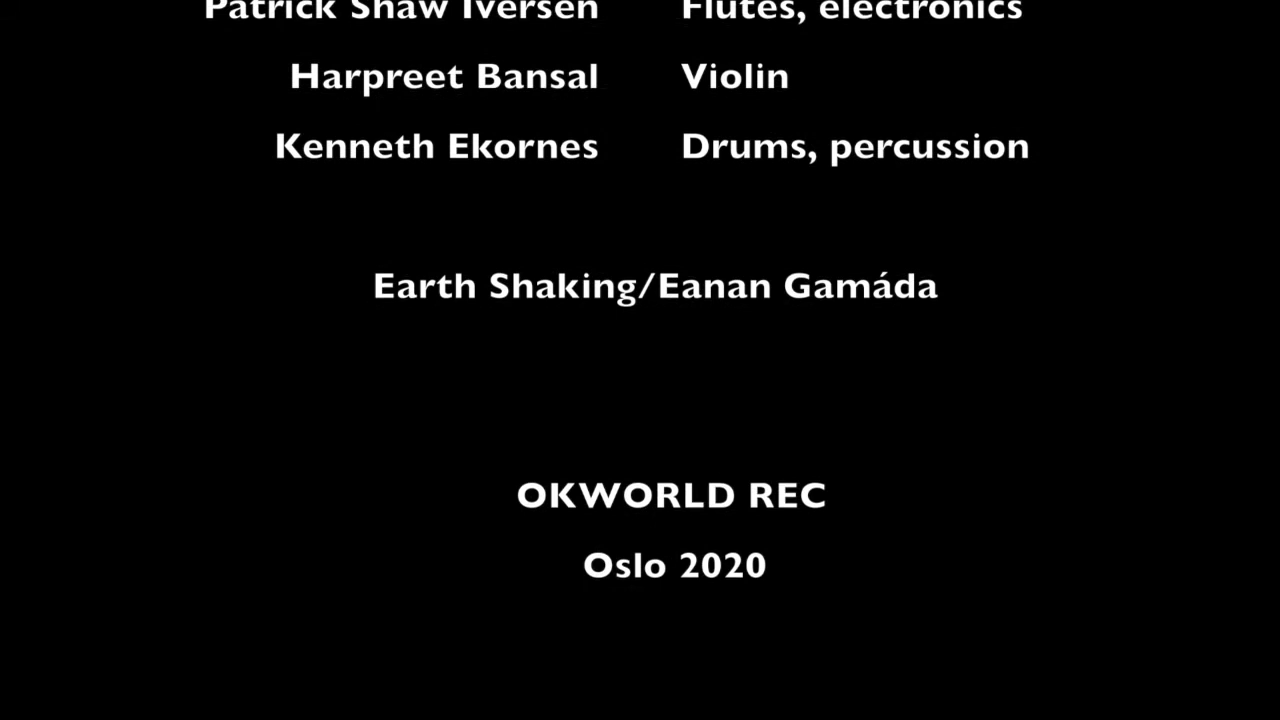 Patrick Shaw Iversen Flutes, electronics
Harpreet Bansal Violin
Kenneth Ekornes Drums, percussion
Earth Shaking/Eanan Gamáda
OKWORLD REC
Oslo 2020